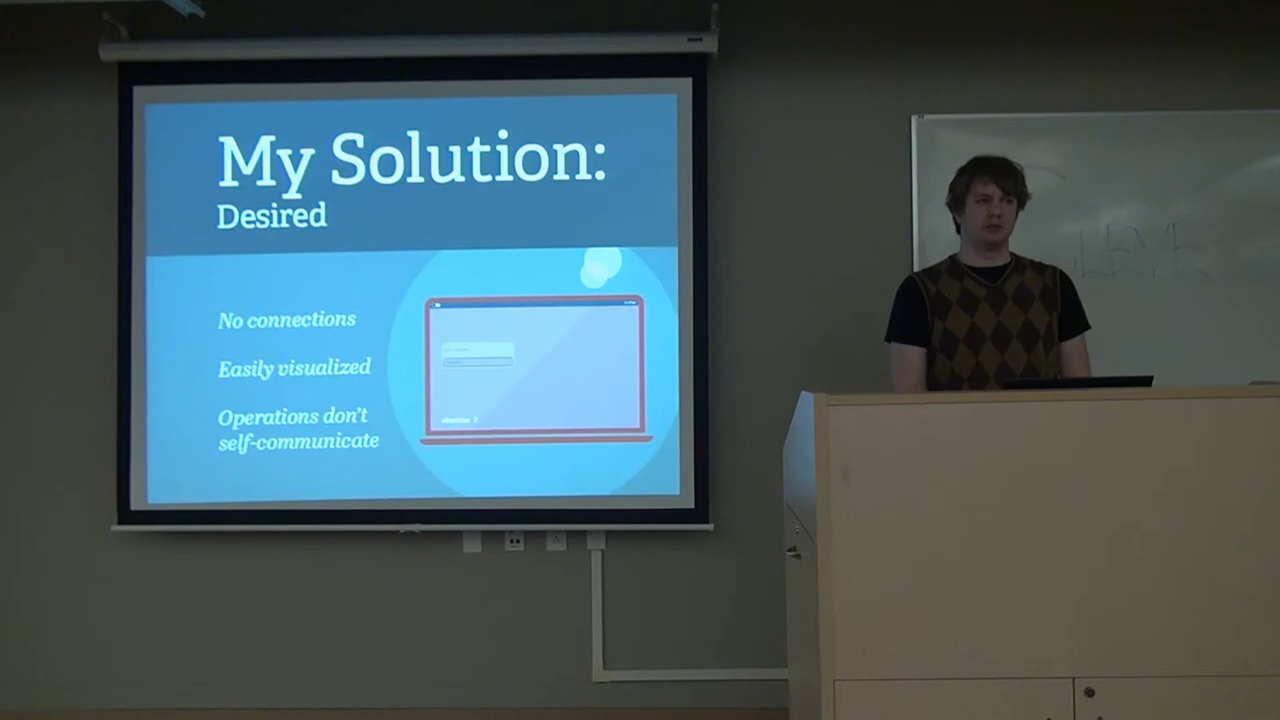 My Solution:
Desired
No connections
Easily visualized
Operations don't
self-communicate